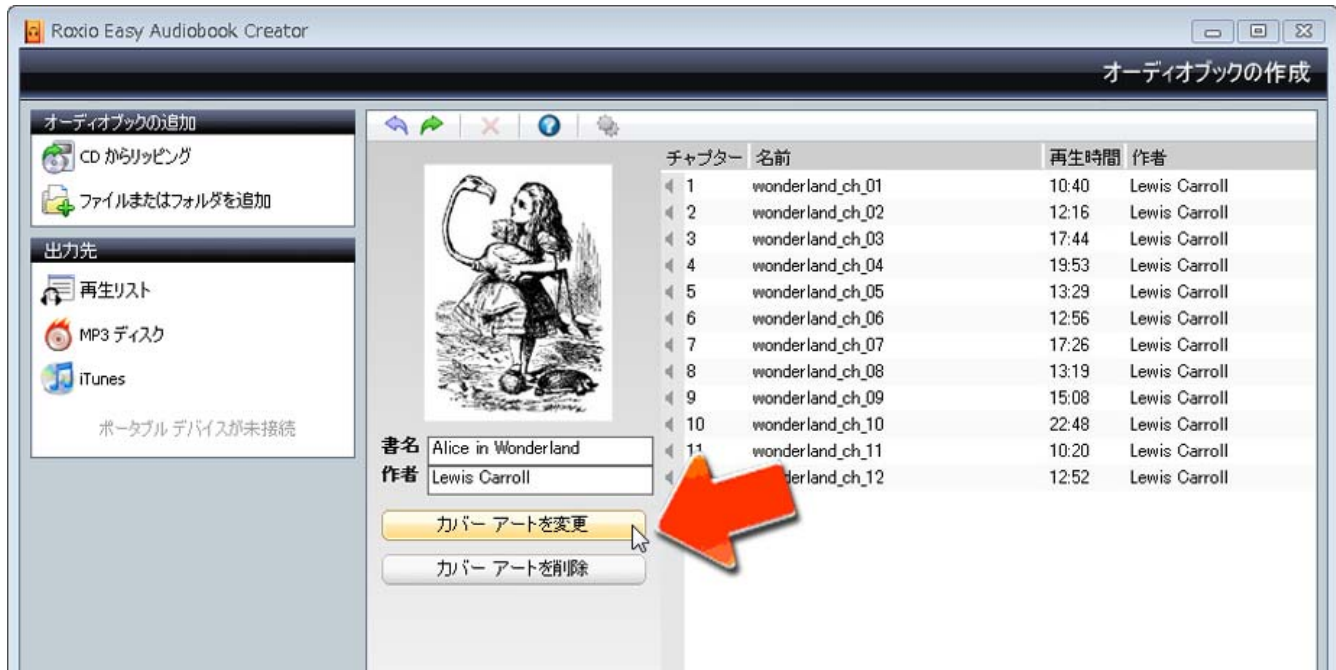 Roxio Easy Audiobook Creator
オーディオブックの作成
オーディオブックの追加
CD からリッピング
ファイルまたはフォルダを追加
出力先
再生リスト
MP3 ディスク
iTunes
ポータブル デバイスが未接続
書名 Alice in Wonderland
作者 Lewis Carroll
カバー アートを変更
カバー アートを削除
チャプター 名前 再生時間 作者
1 wonderland_ch_01 10:40 Lewis Carroll
2 wonderland_ch_02 12:16 Lewis Carroll
3 wonderland_ch_03 17:44 Lewis Carroll
4 wonderland_ch_04 19:53 Lewis Carroll
5 wonderland_ch_05 13:29 Lewis Carroll
6 wonderland_ch_06 12:56 Lewis Carroll
7 wonderland_ch_07 17:26 Lewis Carroll
8 wonderland_ch_08 13:19 Lewis Carroll
9 wonderland_ch_09 15:08 Lewis Carroll
10 wonderland_ch_10 22:48 Lewis Carroll
11 wonderland_ch_11 10:20 Lewis Carroll
derland_ch_12 12:52 Lewis Carroll